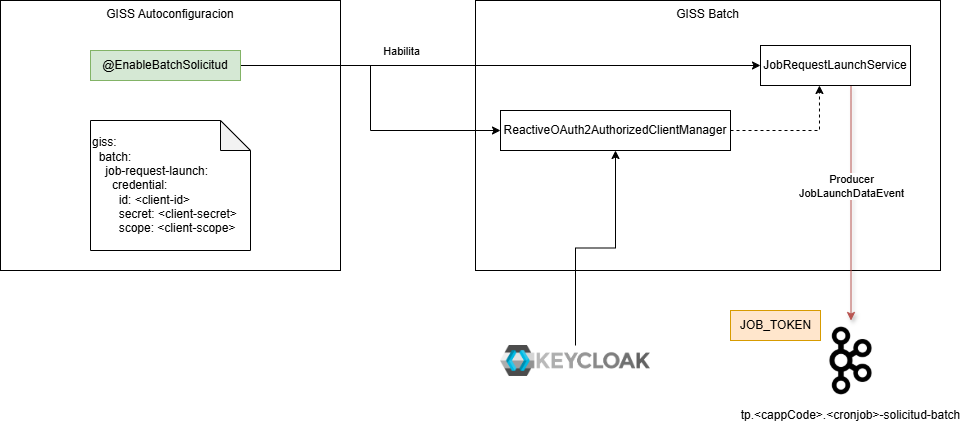 GISS Autoconfiguracion
GISS Batch
@EnableBatchSolicitud
Habilita
JobRequestLaunchService
ReactiveOAuth2AuthorizedClientManager
giss:
batch:
job-request-launch:
credential:
id: <client-id>
secret: <client-secret>
scope: <client-scope>
Producer
JobLaunchDataEvent
JOB_TOKEN
KEYCLOAK
tp.<cappCode>.<cronjob>-solicitud-batch